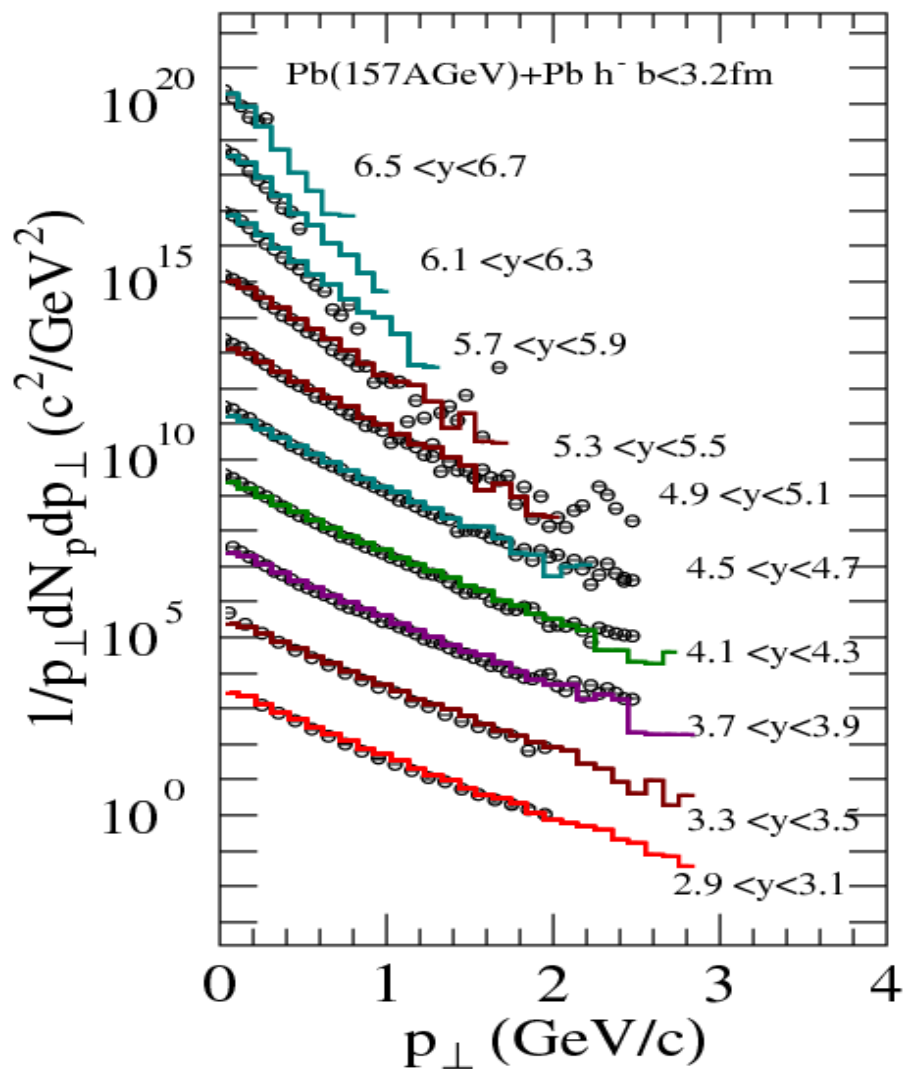 Pb(157AGeV)+Pb h⁻ b<3.2fm
10²⁰
10¹⁵
10¹⁰
10⁵
10⁰
1/p⊥dNₚdp⊥ (c²/GeV²)
6.5 <y<6.7
6.1 <y<6.3
5.7 <y<5.9
5.3 <y<5.5
4.9 <y<5.1
4.5 <y<4.7
4.1 <y<4.3
3.7 <y<3.9
3.3 <y<3.5
2.9 <y<3.1
0 1 2 3 4
p⊥ (GeV/c)